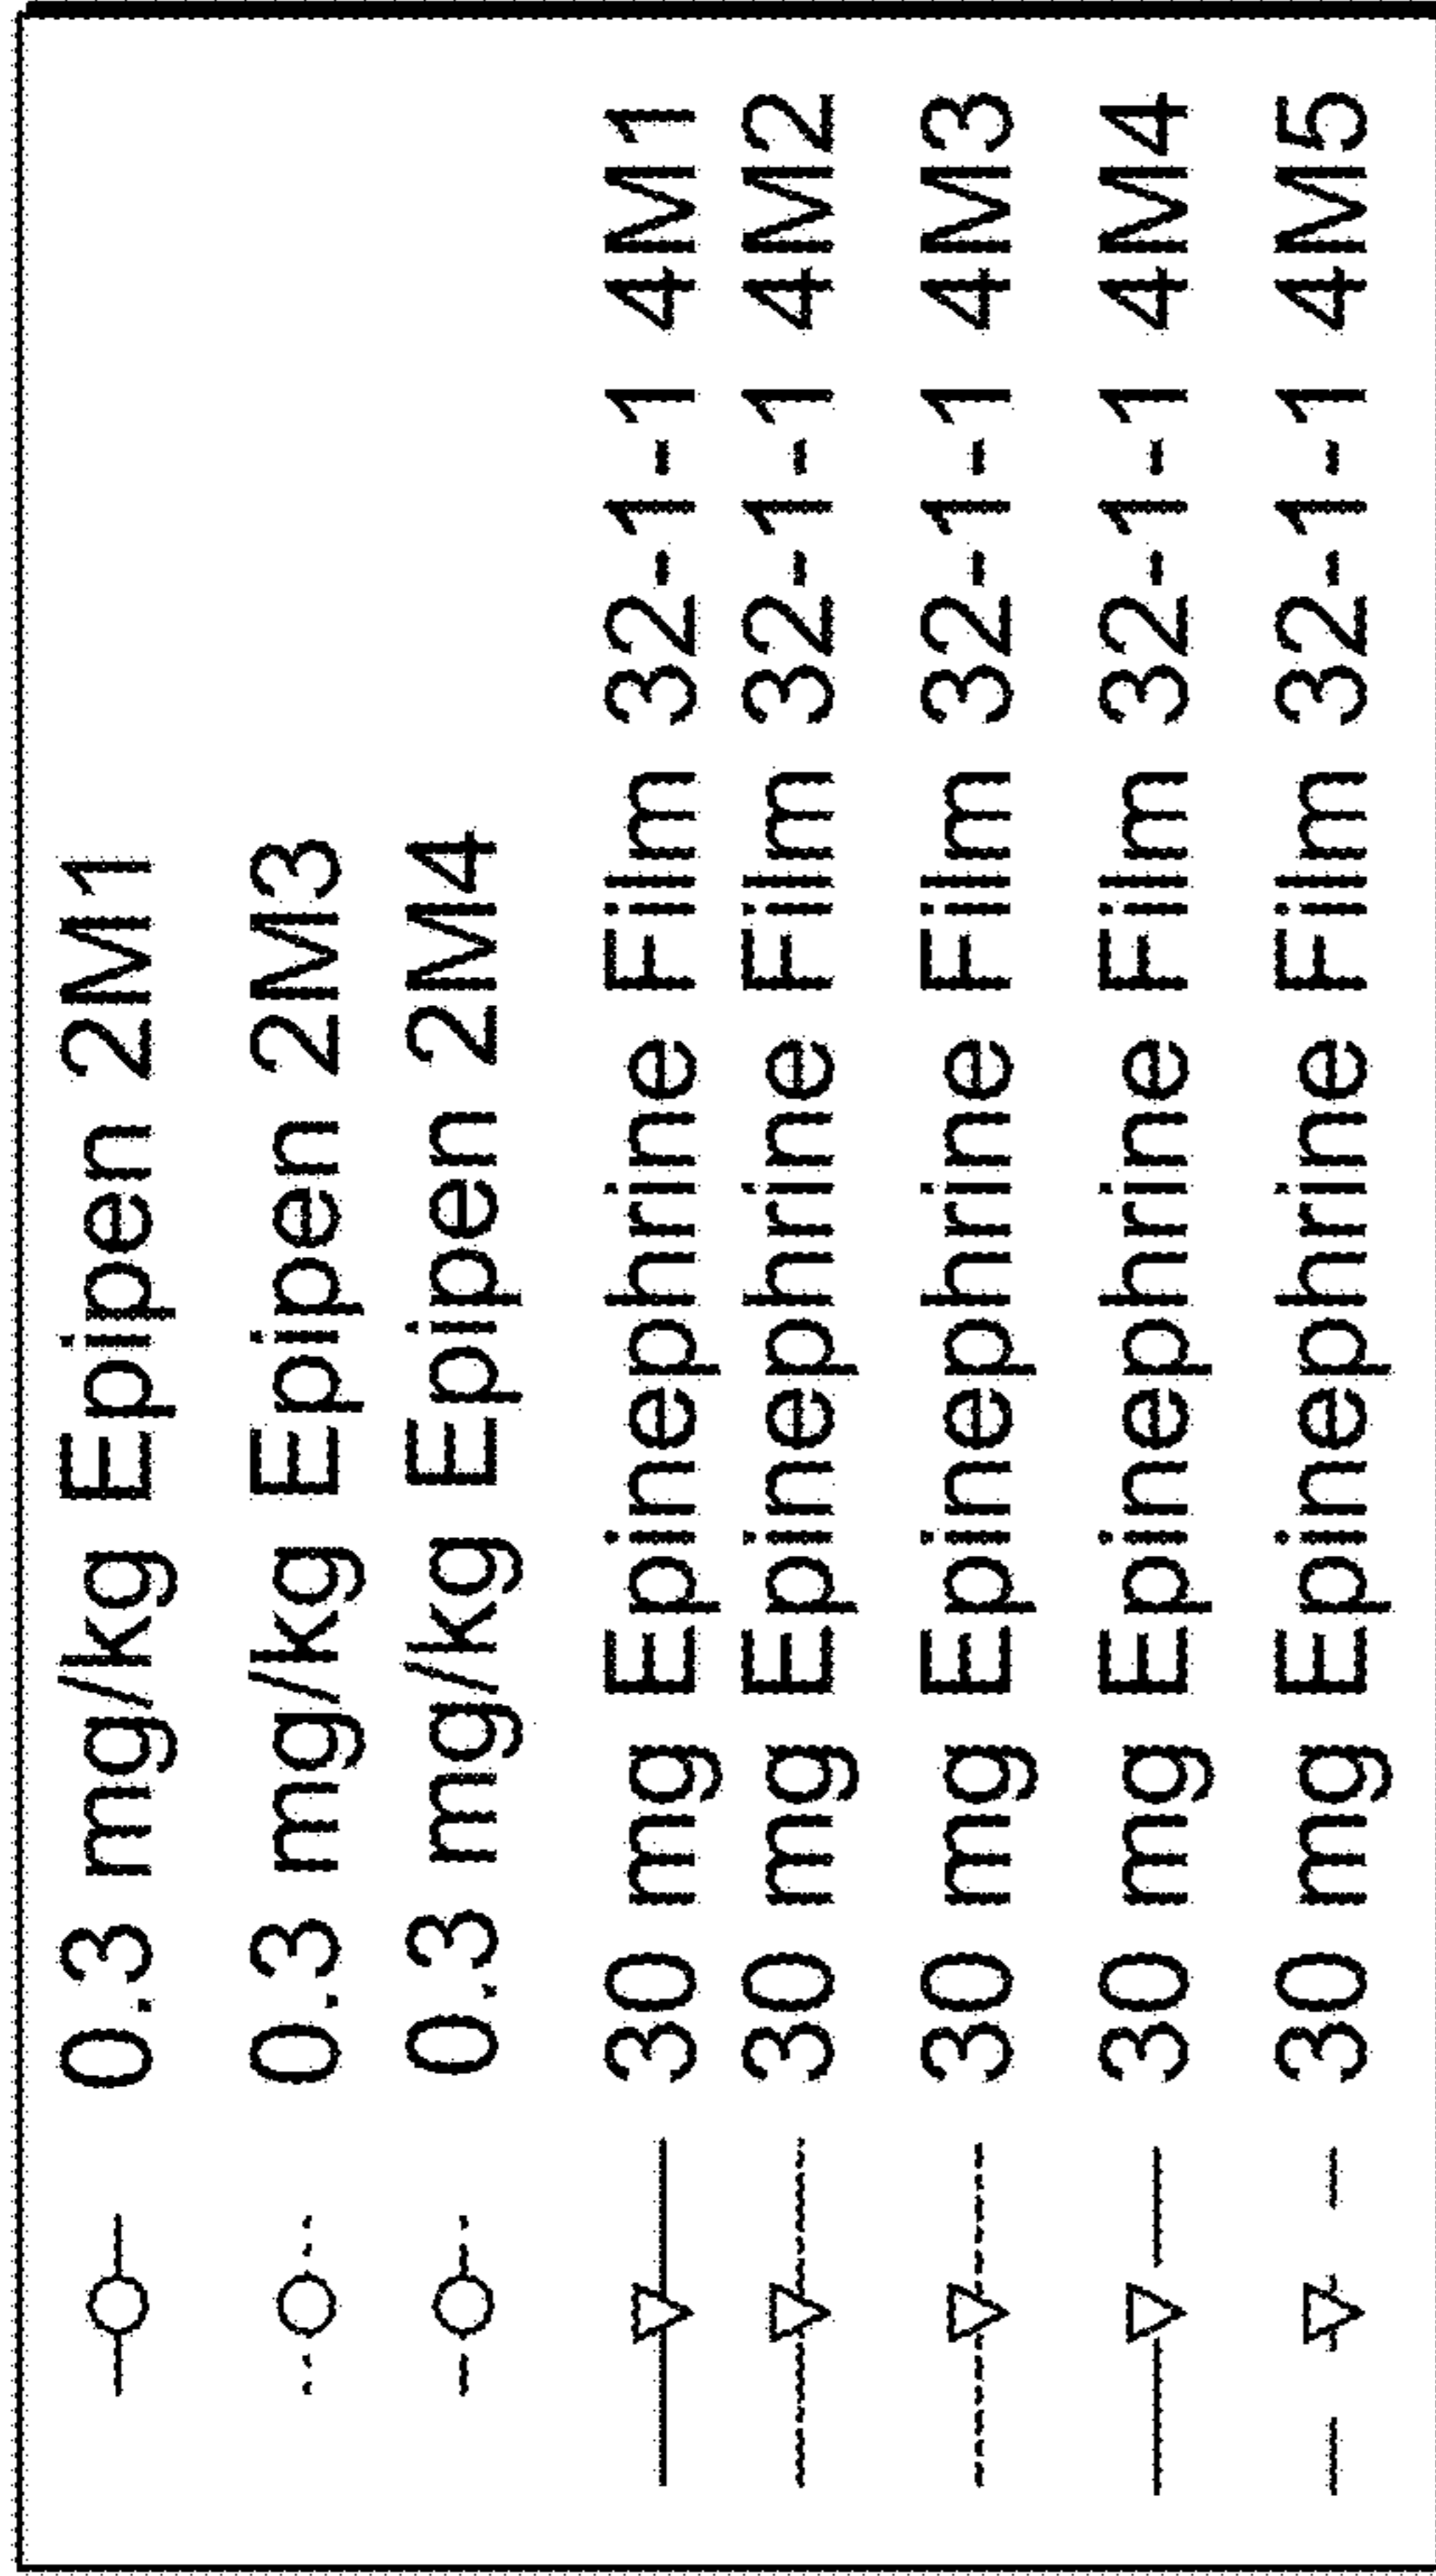 0.3 mg/kg Epipen 2M1
0.3 mg/kg Epipen 2M3
0.3 mg/kg Epipen 2M4
30 mg Epinephrine Film 32-1-1 4M1
30 mg Epinephrine Film 32-1-1 4M2
30 mg Epinephrine Film 32-1-1 4M3
30 mg Epinephrine Film 32-1-1 4M4
30 mg Epinephrine Film 32-1-1 4M5